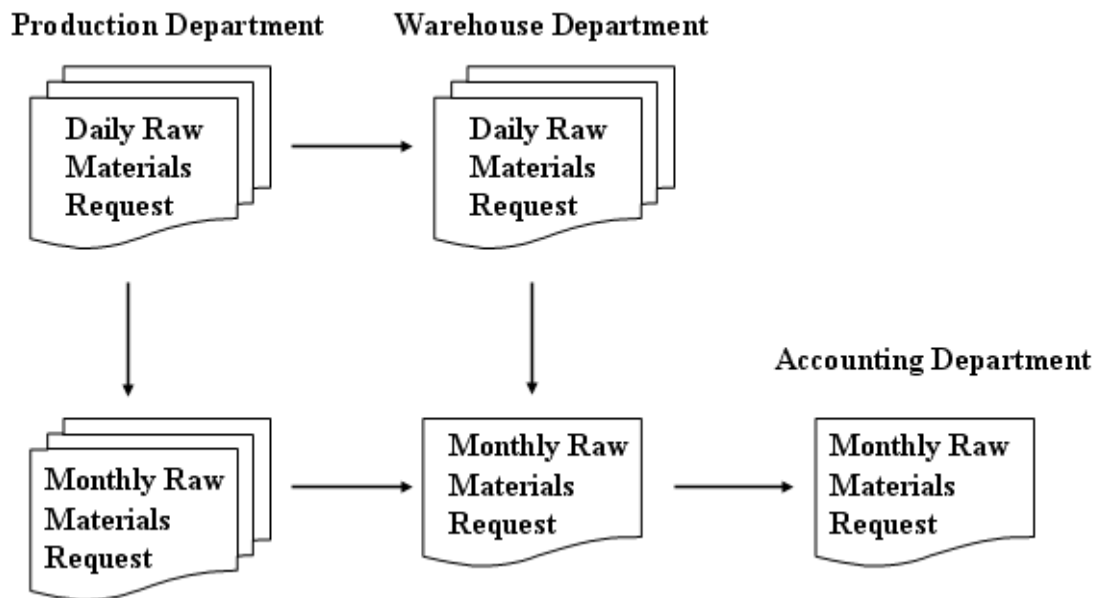 Production Department
Warehouse Department
Daily Raw
Materials
Request
Daily Raw
Materials
Request
Accounting Department
Monthly Raw
Materials
Request
Monthly Raw
Materials
Request
Monthly Raw
Materials
Request